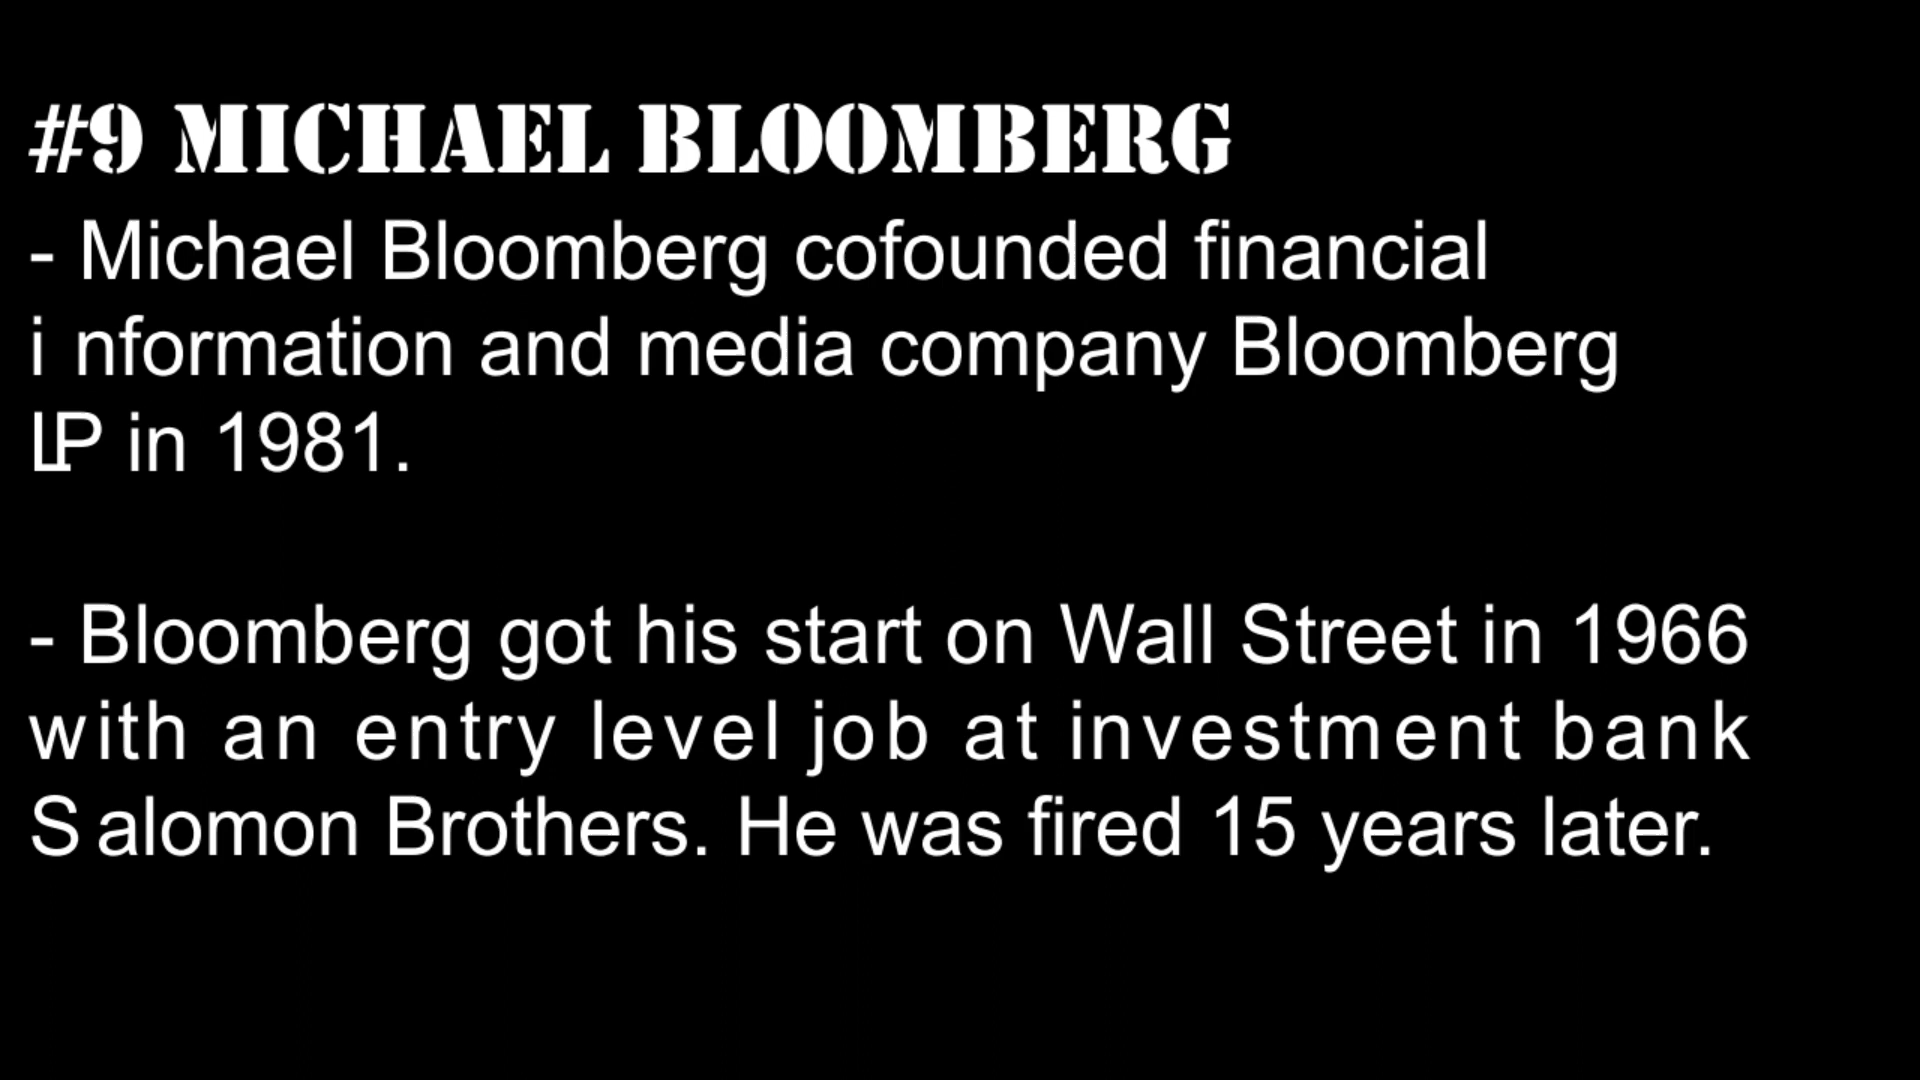 #9 MICHAEL BLOOMBERG
- Michael Bloomberg cofounded financial
i nformation and media company Bloomberg
LP in 1981.
- Bloomberg got his start on Wall Street in 1966
with an entry level job at investment bank
S alomon Brothers. He was fired 15 years later.